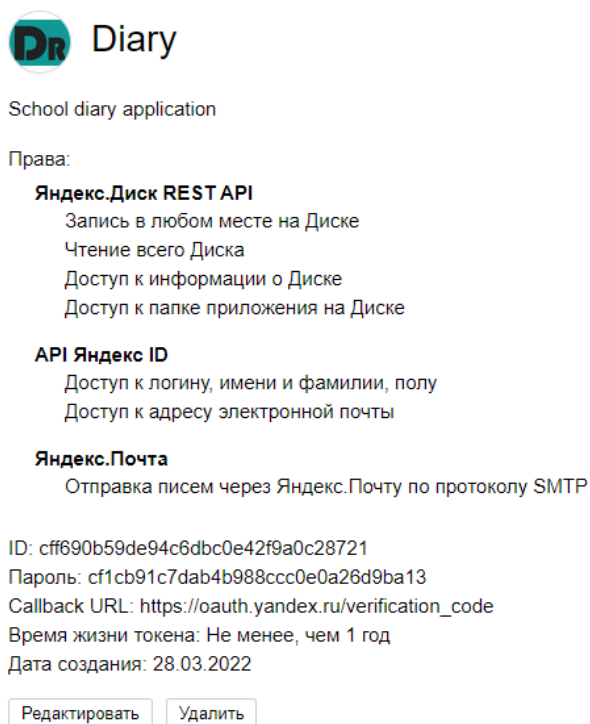 DR Diary
School diary application
Права:
Яндекс.Диск REST API
Запись в любом месте на Диске
Чтение всего Диска
Доступ к информации о Диске
Доступ к папке приложения на Диске
API Яндекс ID
Доступ к логину, имени и фамилии, полу
Доступ к адресу электронной почты
Яндекс.Почта
Отправка писем через Яндекс.Почту по протоколу SMTP
ID: cff690b59de94c6dbc0e42f9a0c28721
Пароль: cf1cb91c7dab4b988ccc0e0a26d9ba13
Callback URL: https://oauth.yandex.ru/verification_code
Время жизни токена: Не менее, чем 1 год
Дата создания: 28.03.2022
Редактировать Удалить